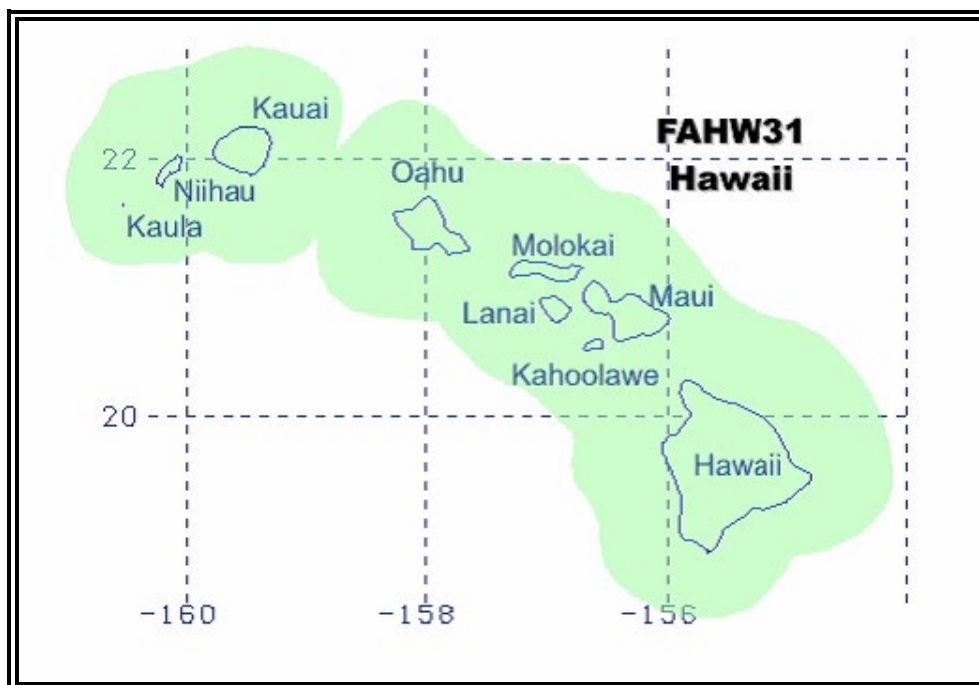 FAHW31
Hawaii
Kauai
22
Oahu
Niihau
Kaula
Molokai
Maui
Lanai
Kahoolawe
20
Hawaii
-160
-158
-156